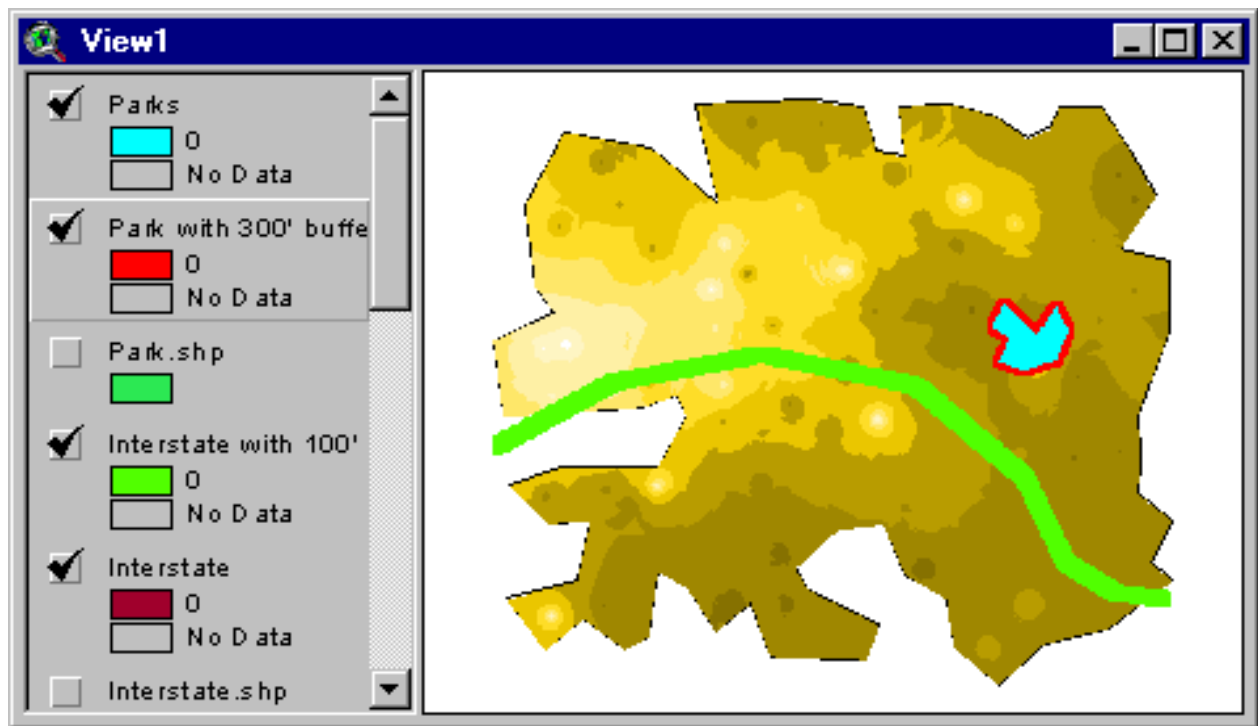 View1
Parks
0
No Data
Park with 300' buffe
0
No Data
Park.shp
Interstate with 100'
0
No Data
Interstate
0
No Data
Interstate.shp